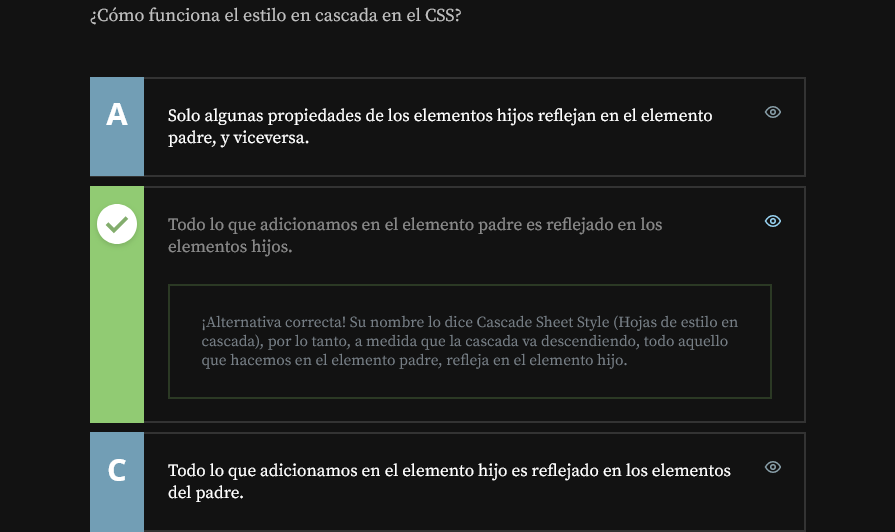 ¿Cómo funciona el estilo en cascada en el CSS?
A
Solo algunas propiedades de los elementos hijos reflejan en el elemento
padre, y viceversa.
Todo lo que adicionamos en el elemento padre es reflejado en los
elementos hijos.
¡Alternativa correcta! Su nombre lo dice Cascade Sheet Style (Hojas de estilo en
cascada), por lo tanto, a medida que la cascada va descendiendo, todo aquello
que hacemos en el elemento padre, refleja en el elemento hijo.
C
Todo lo que adicionamos en el elemento hijo es reflejado en los elementos
del padre.